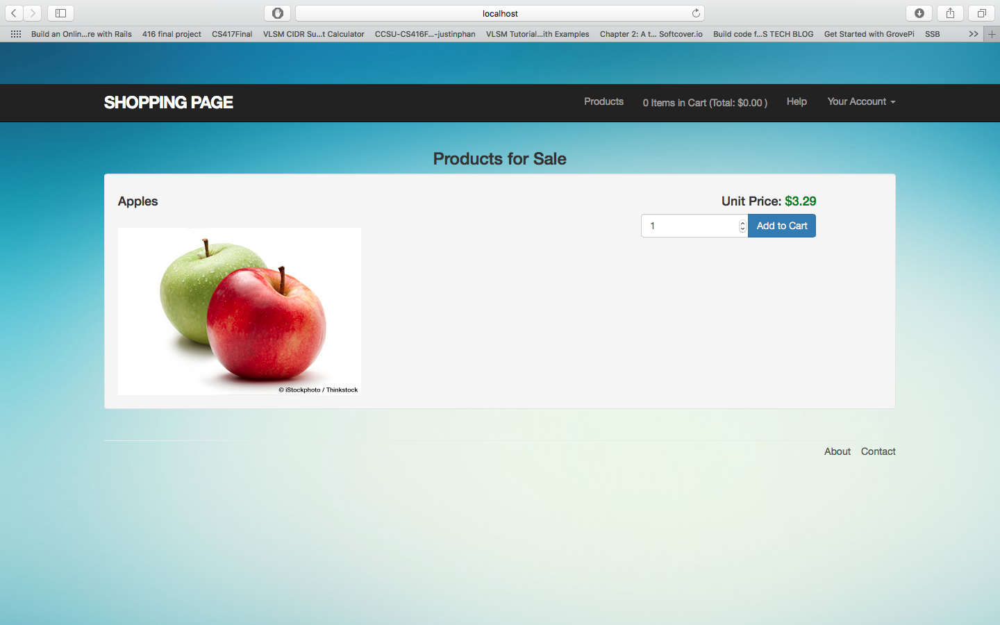 localhost
Build an Onlin...re with Rails
416 final project
CS417Final
VLSM CIDR Su...t Calculator
CCSU-CS416F...-justinphan
VLSM Tutorial...ith Examples
Chapter 2: A t... Softcover.io
Build code f...S TECH BLOG
Get Started with GrovePi
SSB
SHOPPING PAGE
Products
0 Items in Cart (Total: $0.00 )
Help
Your Account
Products for Sale
Apples
Unit Price: $3.29
1
Add to Cart
© iStockphoto / Thinkstock
About
Contact